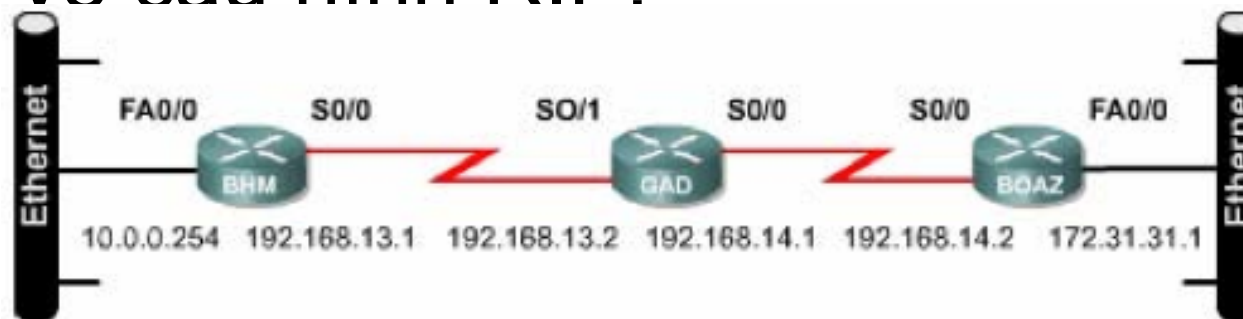 FA0/0 S0/0 SO/1 S0/0 S0/0 FA0/0
Ethernet
BHM GAD BOAZ
Ethernet
10.0.0.254 192.168.13.1 192.168.13.2 192.168.14.1 192.168.14.2 172.31.31.1